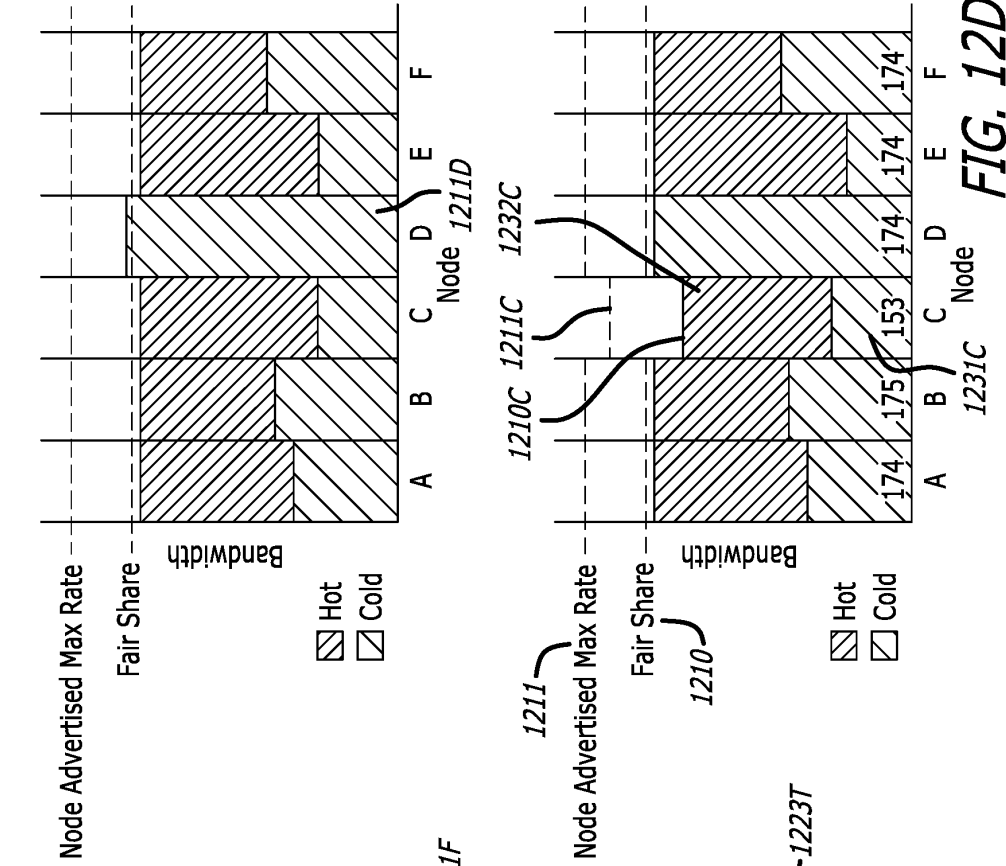 Node Advertised Max Rate
Fair Share
Bandwidth
Hot
Cold
A B C D E F
Node
1211D
1F
1211
Node Advertised Max Rate
Fair Share
1210
Bandwidth
Hot
Cold
1210C
1211C
1232C
174 175 153 174 174 174
A B C D E F
Node
1231C
1223T
FIG. 12D